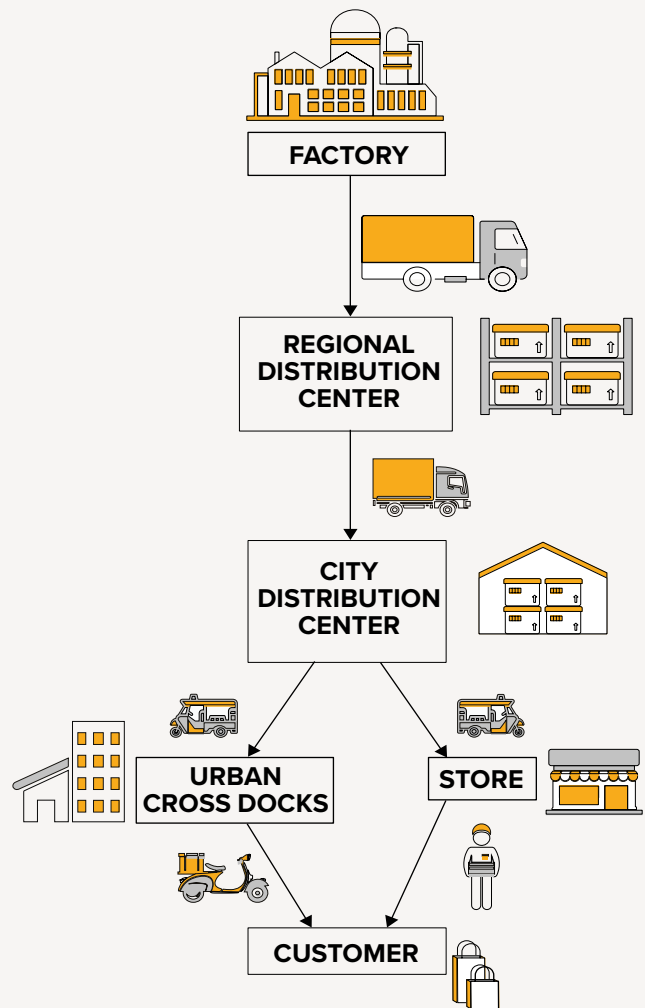 FACTORY
REGIONAL
DISTRIBUTION
CENTER
CITY
DISTRIBUTION
CENTER
URBAN
CROSS DOCKS
STORE
CUSTOMER